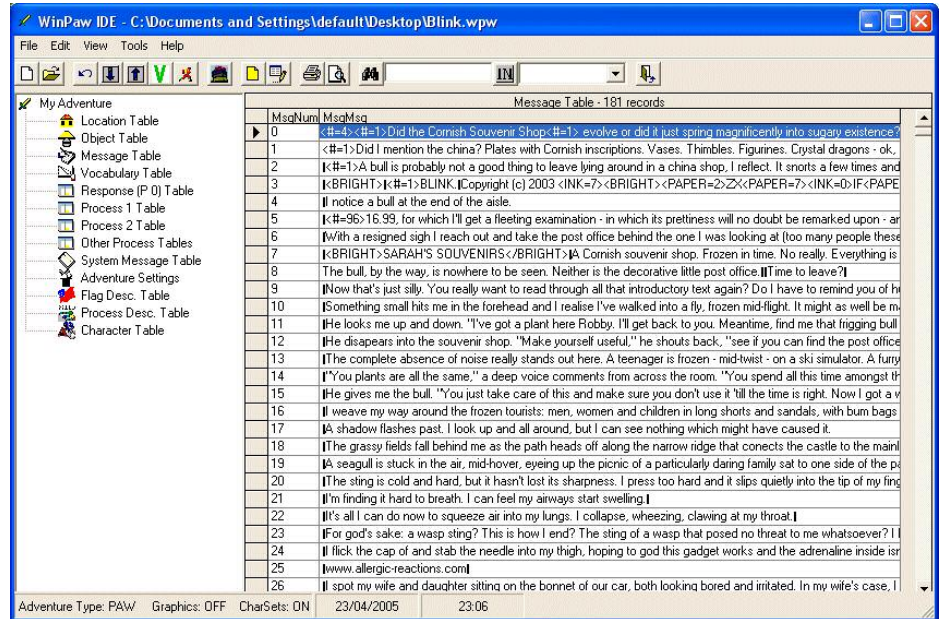 WinPaw IDE - C:\Documents and Settings\default\Desktop\Blink.wpw
File Edit View Tools Help
IN
My Adventure
Location Table
Object Table
Message Table
Vocabulary Table
Response (P 0) Table
Process 1 Table
Process 2 Table
Other Process Tables
System Message Table
Adventure Settings
Flag Desc. Table
Process Desc. Table
Character Table
Message Table - 181 records
MsgNum MsgMsg
0 <#=4><#=1>Did the Cornish Souvenir Shop<#=1> evolve or did it just spring magnificently into sugary existence?
1 <#=1>Did I mention the china? Plates with Cornish inscriptions. Vases. Thimbles. Figurines. Crystal dragons - ok,
2 <#=1>A bull is probably not a good thing to leave lying around in a china shop, I reflect. It snorts a few times and
3 <BRIGHT><#=1>BLINK. Copyright (c) 2003 <INK=7><BRIGHT><PAPER=2>ZX<PAPER=7><INK=0>IF<PAPE
4 I notice a bull at the end of the aisle.
5 <#=96>16.99, for which I'll get a fleeting examination - in which its prettiness will no doubt be remarked upon - ar
6 With a resigned sigh I reach out and take the post office behind the one I was looking at (too many people these
7 <BRIGHT>SARAH'S SOUVENIRS</BRIGHT> A Cornish souvenir shop. Frozen in time. No really. Everything is
8 The bull, by the way, is nowhere to be seen. Neither is the decorative little post office. Time to leave?
9 Now that's just silly. You really want to read through all that introductory text again? Do I have to remind you of h
10 Something small hits me in the forehead and I realise I've walked into a fly, frozen mid-flight. It might as well be m
11 He looks me up and down. "I've got a plant here Robby. I'll get back to you. Meantime, find me that frigging bull
12 He disapears into the souvenir shop. "Make yourself useful," he shouts back, "see if you can find the post office
13 The complete absence of noise really stands out here. A teenager is frozen - mid-twist - on a ski simulator. A furry
14 "You plants are all the same," a deep voice comments from across the room. "You spend all this time amongst th
15 He gives me the bull. "You just take care of this and make sure you don't use it 'till the time is right. Now I got a w
16 I weave my way around the frozen tourists: men, women and children in long shorts and sandals, with bum bags
17 A shadow flashes past. I look up and all around, but I can see nothing which might have caused it.
18 The grassy fields fall behind me as the path heads off along the narrow ridge that conects the castle to the mainl
19 A seagull is stuck in the air, mid-hover, eyeing up the picnic of a particularly daring family sat to one side of the pa
20 The sting is cold and hard, but it hasn't lost its sharpness. I press too hard and it slips quietly into the tip of my fing
21 I'm finding it hard to breath. I can feel my airways start swelling.
22 It's all I can do now to squeeze air into my lungs. I collapse, wheezing, clawing at my throat.
23 For god's sake: a wasp sting? This is how I end? The sting of a wasp that posed no threat to me whatsoever? I
24 I flick the cap of and stab the needle into my thigh, hoping to god this gadget works and the adrenaline inside isr
25 www.allergic-reactions.com
26 I spot my wife and daughter sitting on the bonnet of our car, both looking bored and irritated. In my wife's case, I
Adventure Type: PAW Graphics: OFF CharSets: ON 23/04/2005 23:06